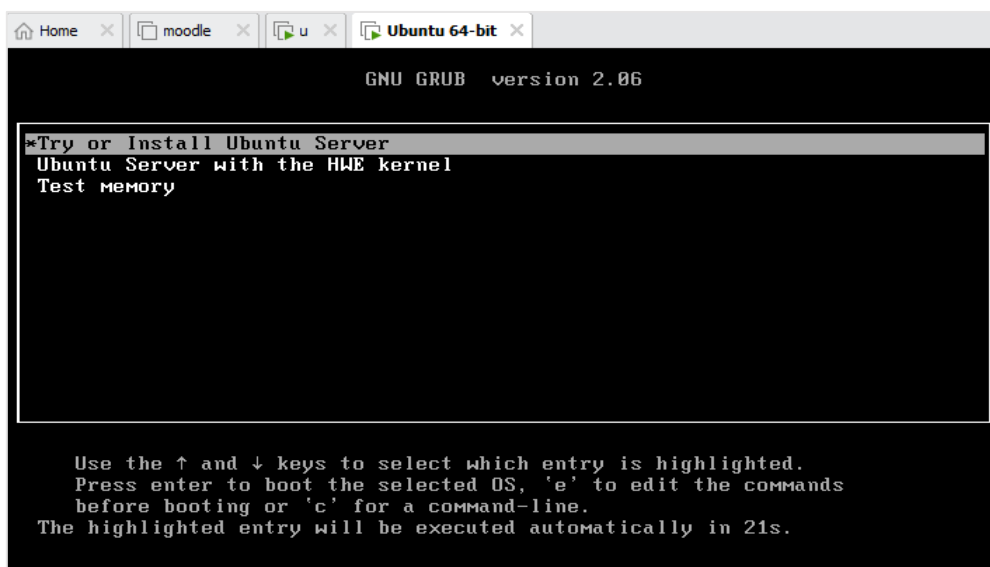 Home moodle u Ubuntu 64-bit
GNU GRUB version 2.06
*Try or Install Ubuntu Server
Ubuntu Server with the HWE kernel
Test memory
Use the ↑ and ↓ keys to select which entry is highlighted.
Press enter to boot the selected OS, `e' to edit the commands
before booting or `c' for a command-line.
The highlighted entry will be executed automatically in 21s.